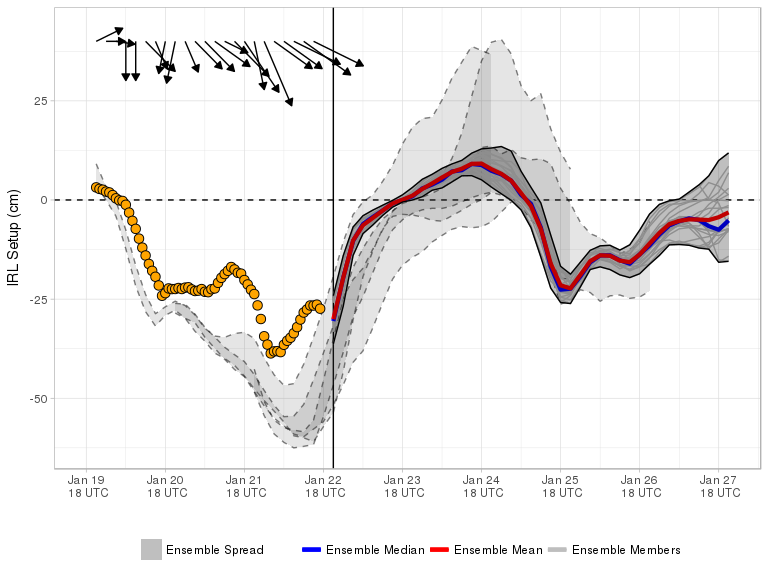 IRL Setup (cm)
25
0
-25
-50
Jan 19 Jan 20 Jan 21 Jan 22 Jan 23 Jan 24 Jan 25 Jan 26 Jan 27
18 UTC 18 UTC 18 UTC 18 UTC 18 UTC 18 UTC 18 UTC 18 UTC 18 UTC
Ensemble Spread Ensemble Median Ensemble Mean Ensemble Members